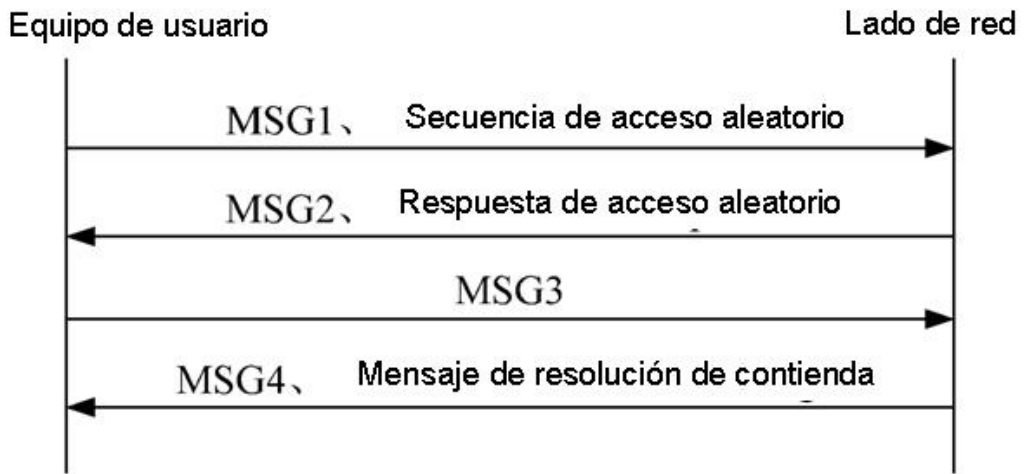 Equipo de usuario
Lado de red
MSG1、 Secuencia de acceso aleatorio
MSG2、 Respuesta de acceso aleatorio
MSG3
MSG4、 Mensaje de resolución de contienda